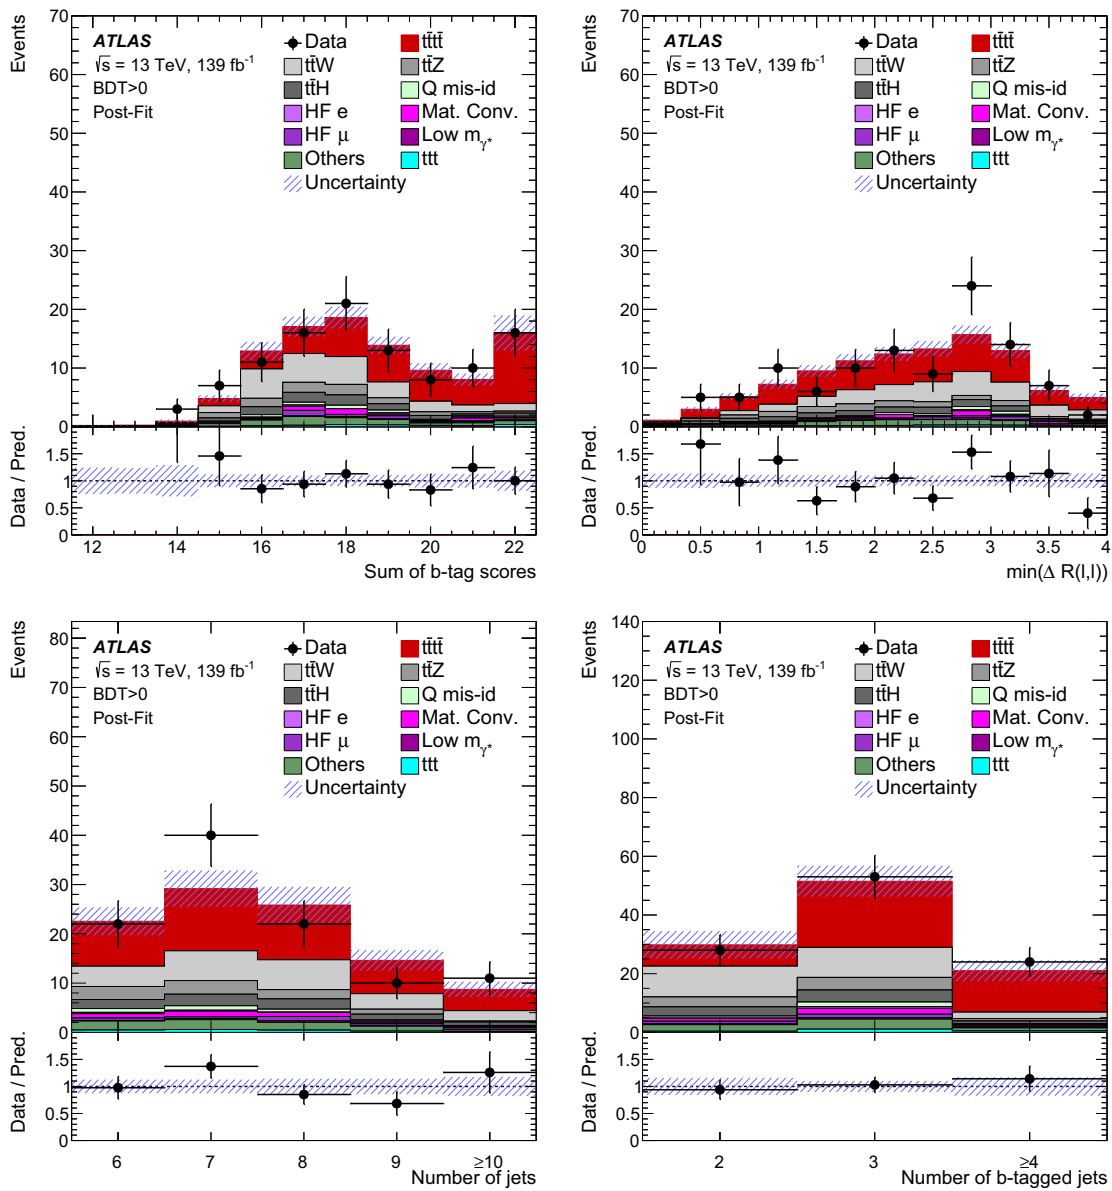 Events
70
60
50
40
30
20
10
0
ATLAS
√s = 13 TeV, 139 fb⁻¹
BDT>0
Post-Fit
Data
tt̄tt̄
tt̄W
tt̄Z
tt̄H
Q mis-id
HF e
Mat. Conv.
HF μ
Low m_γ*
Others
ttt
Uncertainty
Data / Pred.
1.5
1
0.5
0
12 14 16 18 20 22
Sum of b-tag scores
Events
70
60
50
40
30
20
10
0
ATLAS
√s = 13 TeV, 139 fb⁻¹
BDT>0
Post-Fit
Data
tt̄tt̄
tt̄W
tt̄Z
tt̄H
Q mis-id
HF e
Mat. Conv.
HF μ
Low m_γ*
Others
ttt
Uncertainty
Data / Pred.
1.5
1
0.5
0
0 0.5 1 1.5 2 2.5 3 3.5 4
min(Δ R(l,l))
Events
80
70
60
50
40
30
20
10
0
ATLAS
√s = 13 TeV, 139 fb⁻¹
BDT>0
Post-Fit
Data
tt̄tt̄
tt̄W
tt̄Z
tt̄H
Q mis-id
HF e
Mat. Conv.
HF μ
Low m_γ*
Others
ttt
Uncertainty
Data / Pred.
1.5
1
0.5
0
6 7 8 9 ≥10
Number of jets
Events
140
120
100
80
60
40
20
0
ATLAS
√s = 13 TeV, 139 fb⁻¹
BDT>0
Post-Fit
Data
tt̄tt̄
tt̄W
tt̄Z
tt̄H
Q mis-id
HF e
Mat. Conv.
HF μ
Low m_γ*
Others
ttt
Uncertainty
Data / Pred.
1.5
1
0.5
0
2 3 ≥4
Number of b-tagged jets